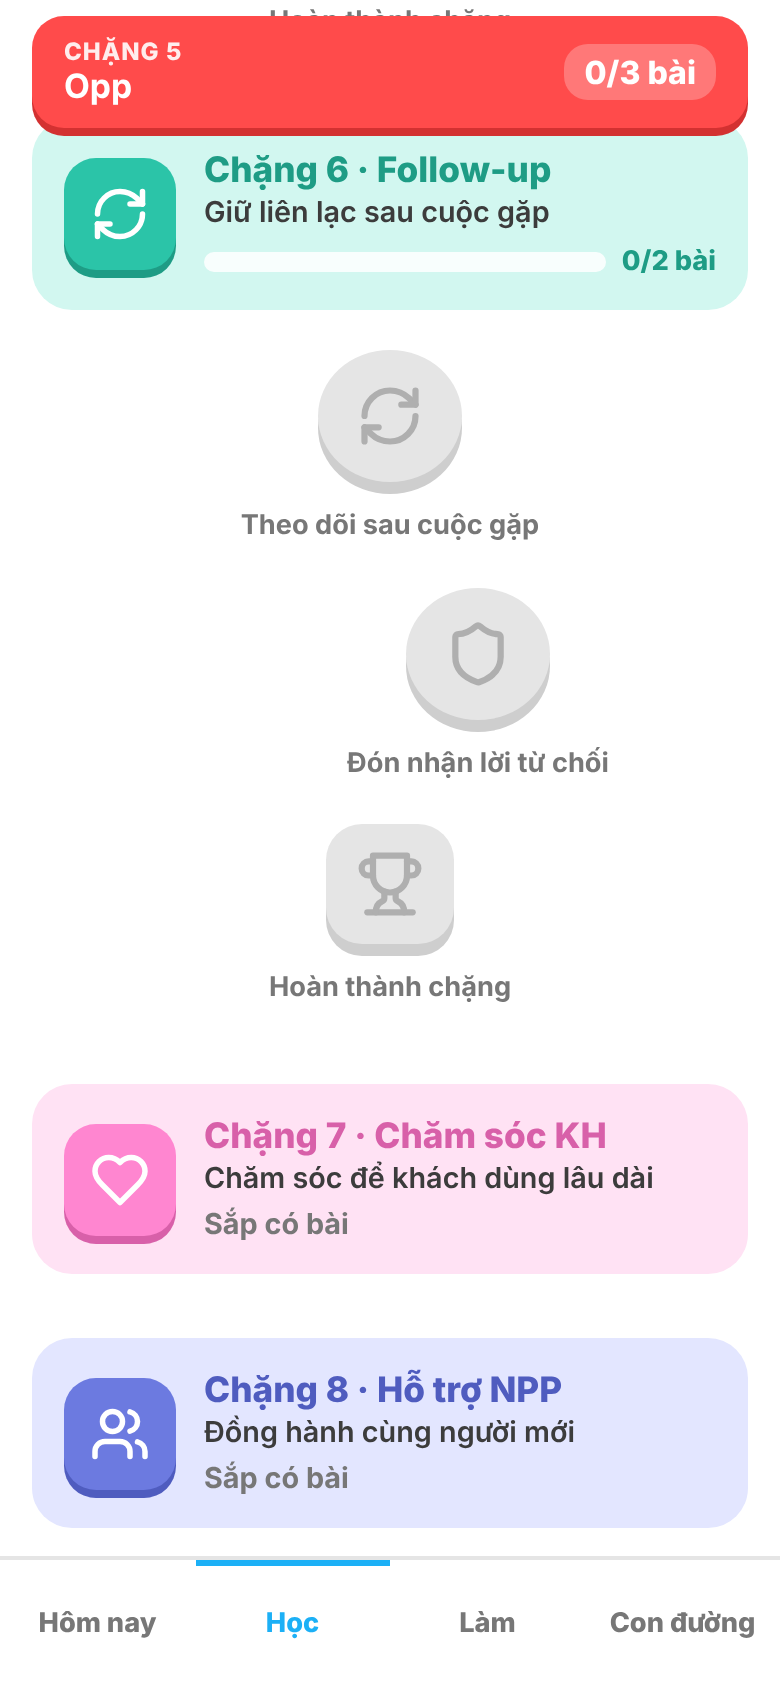 Hoàn thành chặng
CHẶNG 5
Opp
0/3 bài
Chặng 6 · Follow-up
Giữ liên lạc sau cuộc gặp
0/2 bài
Theo dõi sau cuộc gặp
Đón nhận lời từ chối
Hoàn thành chặng
Chặng 7 · Chăm sóc KH
Chăm sóc để khách dùng lâu dài
Sắp có bài
Chặng 8 · Hỗ trợ NPP
Đồng hành cùng người mới
Sắp có bài
Hôm nay
Học
Làm
Con đường